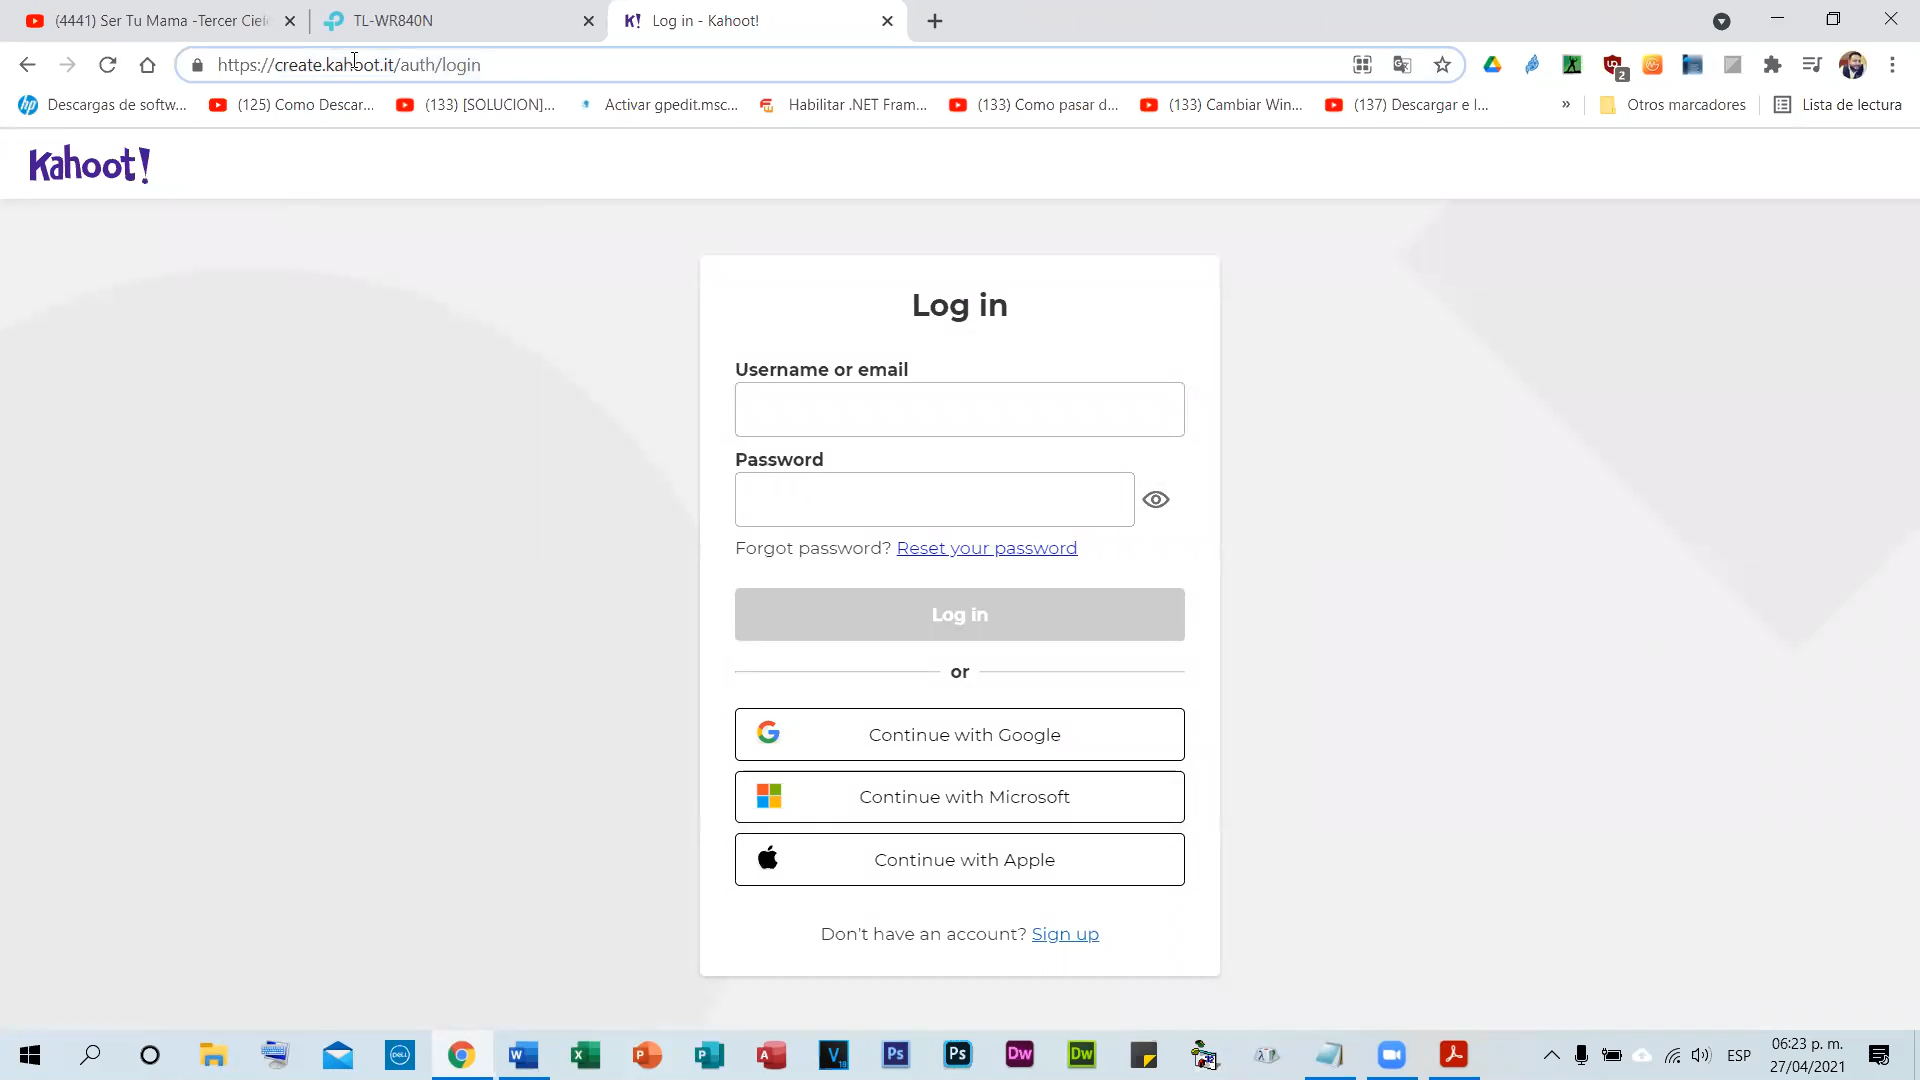 (4441) Ser Tu Mama -Tercer Ciel
TL-WR840N
Log in - Kahoot!
https://create.kahoot.it/auth/login
2
Descargas de softw...
(125) Como Descar...
(133) [SOLUCION]...
Activar gpedit.msc...
Habilitar .NET Fram...
(133) Como pasar d...
(133) Cambiar Win...
(137) Descargar e I...
»
Otros marcadores
Lista de lectura
Kahoot!
Log in
Username or email
Password
Forgot password? Reset your password
Log in
or
Continue with Google
Continue with Microsoft
Continue with Apple
Don't have an account? Sign up
ESP
06:23 p. m.
27/04/2021